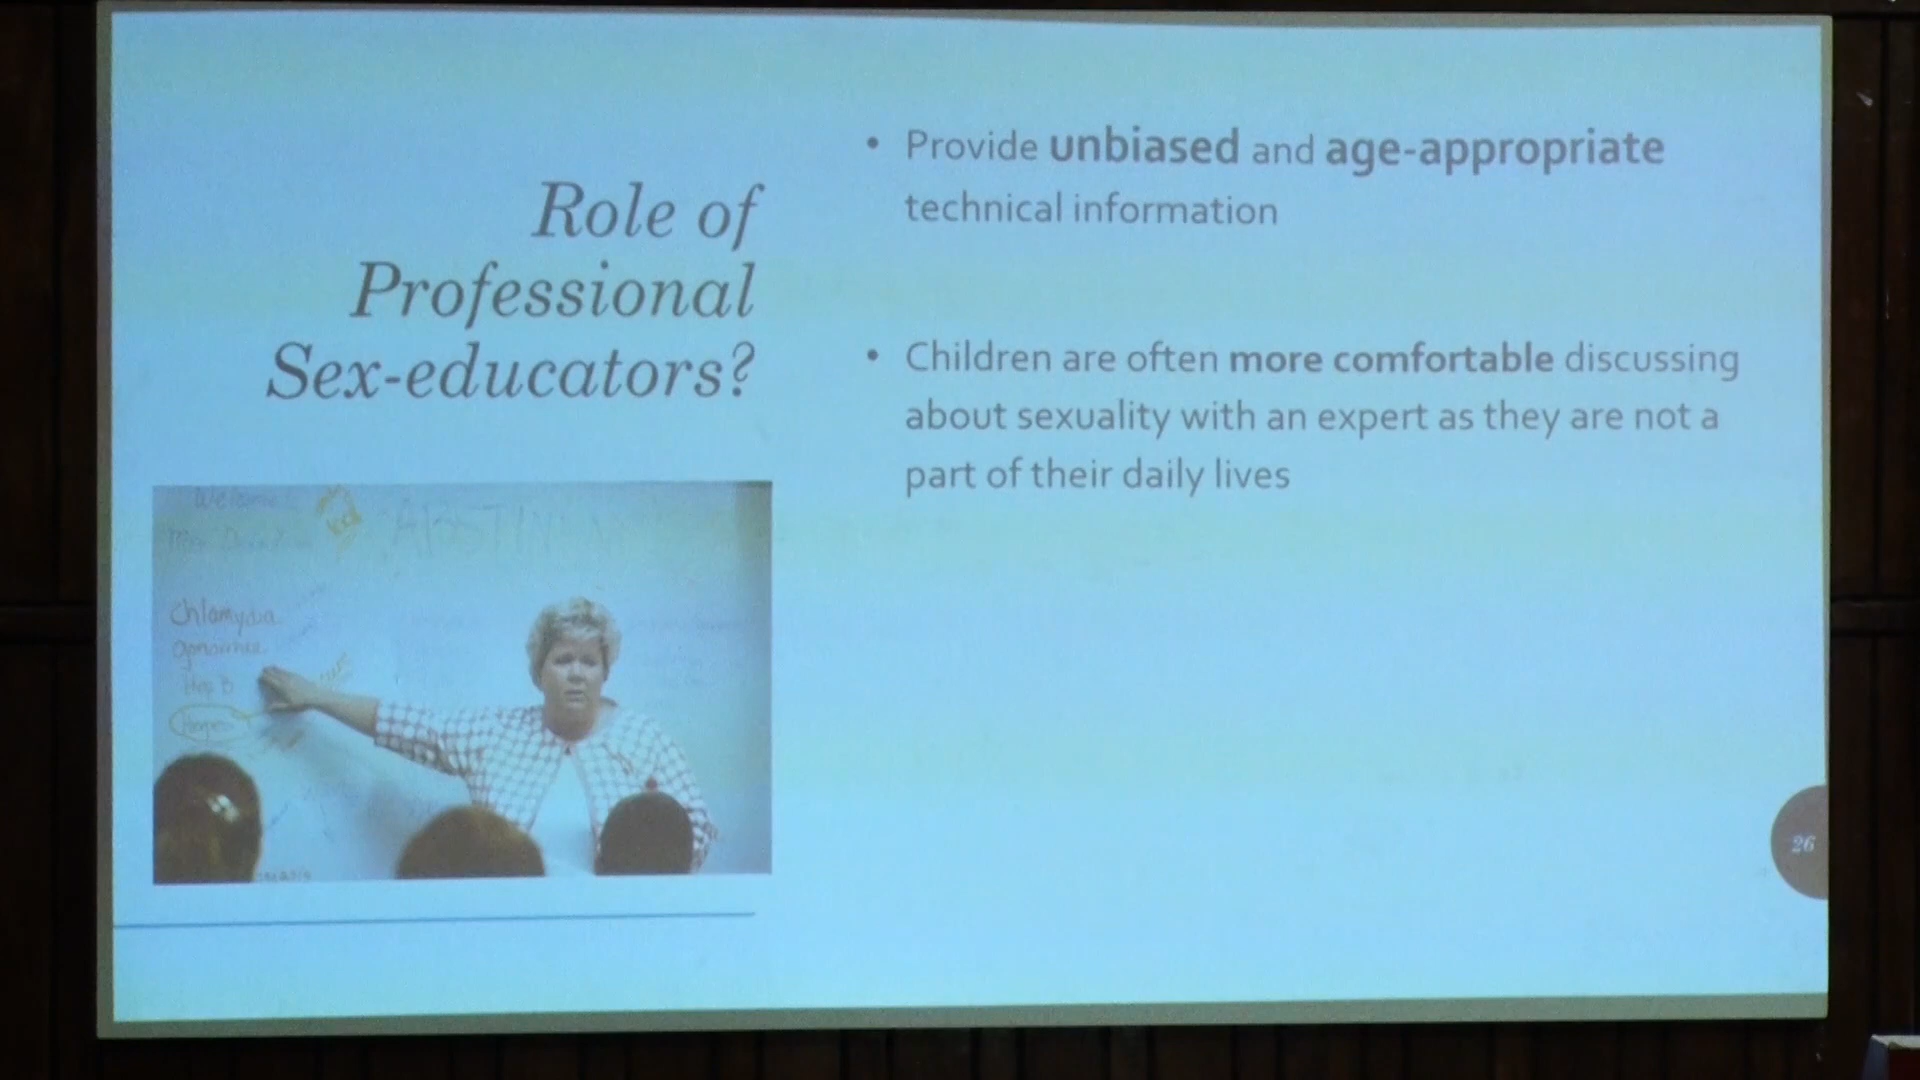 Role of
Professional
Sex-educators?
• Provide unbiased and age-appropriate
technical information
• Children are often more comfortable discussing
about sexuality with an expert as they are not a
part of their daily lives
Welcome
Chlamydia
Hep B
26